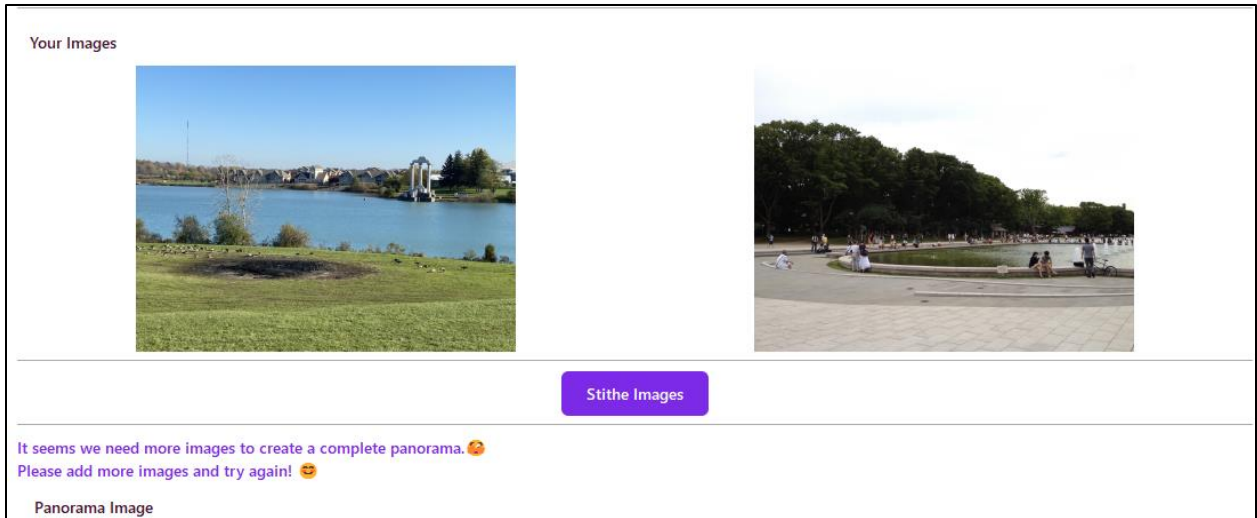 Your Images
Stithe Images
It seems we need more images to create a complete panorama.🥺
Please add more images and try again! 😊
Panorama Image